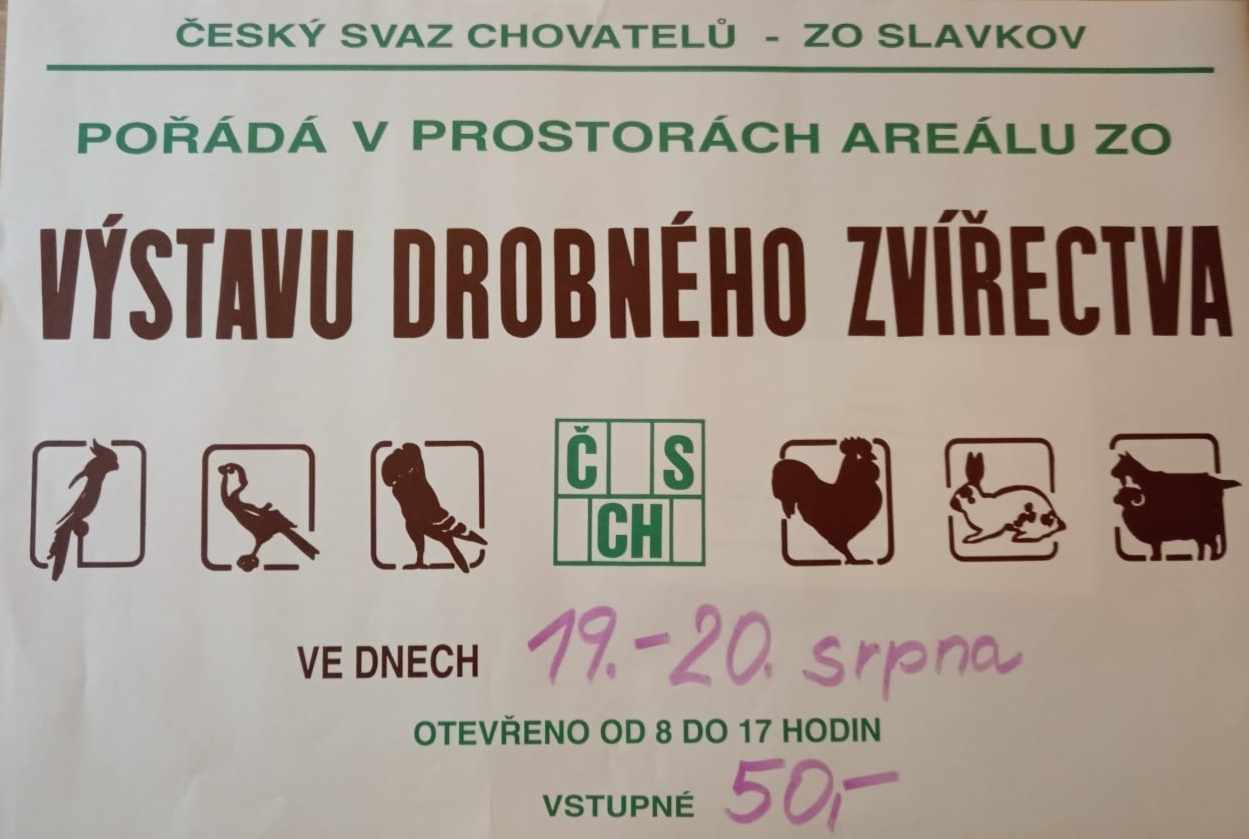 ČESKÝ SVAZ CHOVATELŮ - ZO SLAVKOV
POŘÁDÁ V PROSTORÁCH AREÁLU ZO
VÝSTAVU DROBNÉHO ZVÍŘECTVA
Č S
CH
VE DNECH 19.-20. srpna
OTEVŘENO OD 8 DO 17 HODIN
VSTUPNÉ 50,-